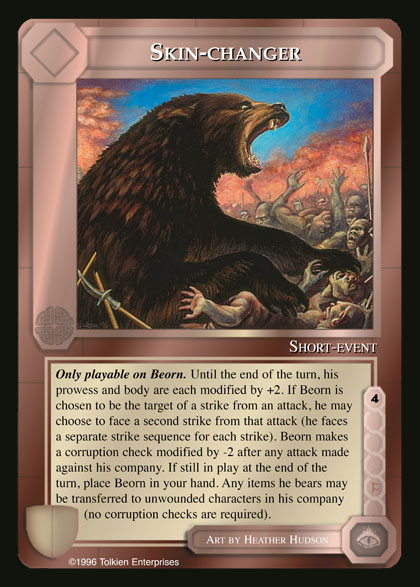 SKIN-CHANGER
SHORT-EVENT
Only playable on Beorn. Until the end of the turn, his
prowess and body are each modified by +2. If Beorn is
chosen to be the target of a strike from an attack, he may
choose to face a second strike from that attack (he faces
a separate strike sequence for each strike). Beorn makes
a corruption check modified by -2 after any attack made
against his company. If still in play at the end of the
turn, place Beorn in your hand. Any items he bears may
be transferred to unwounded characters in his company
(no corruption checks are required).
4
ART BY HEATHER HUDSON
©1996 Tolkien Enterprises